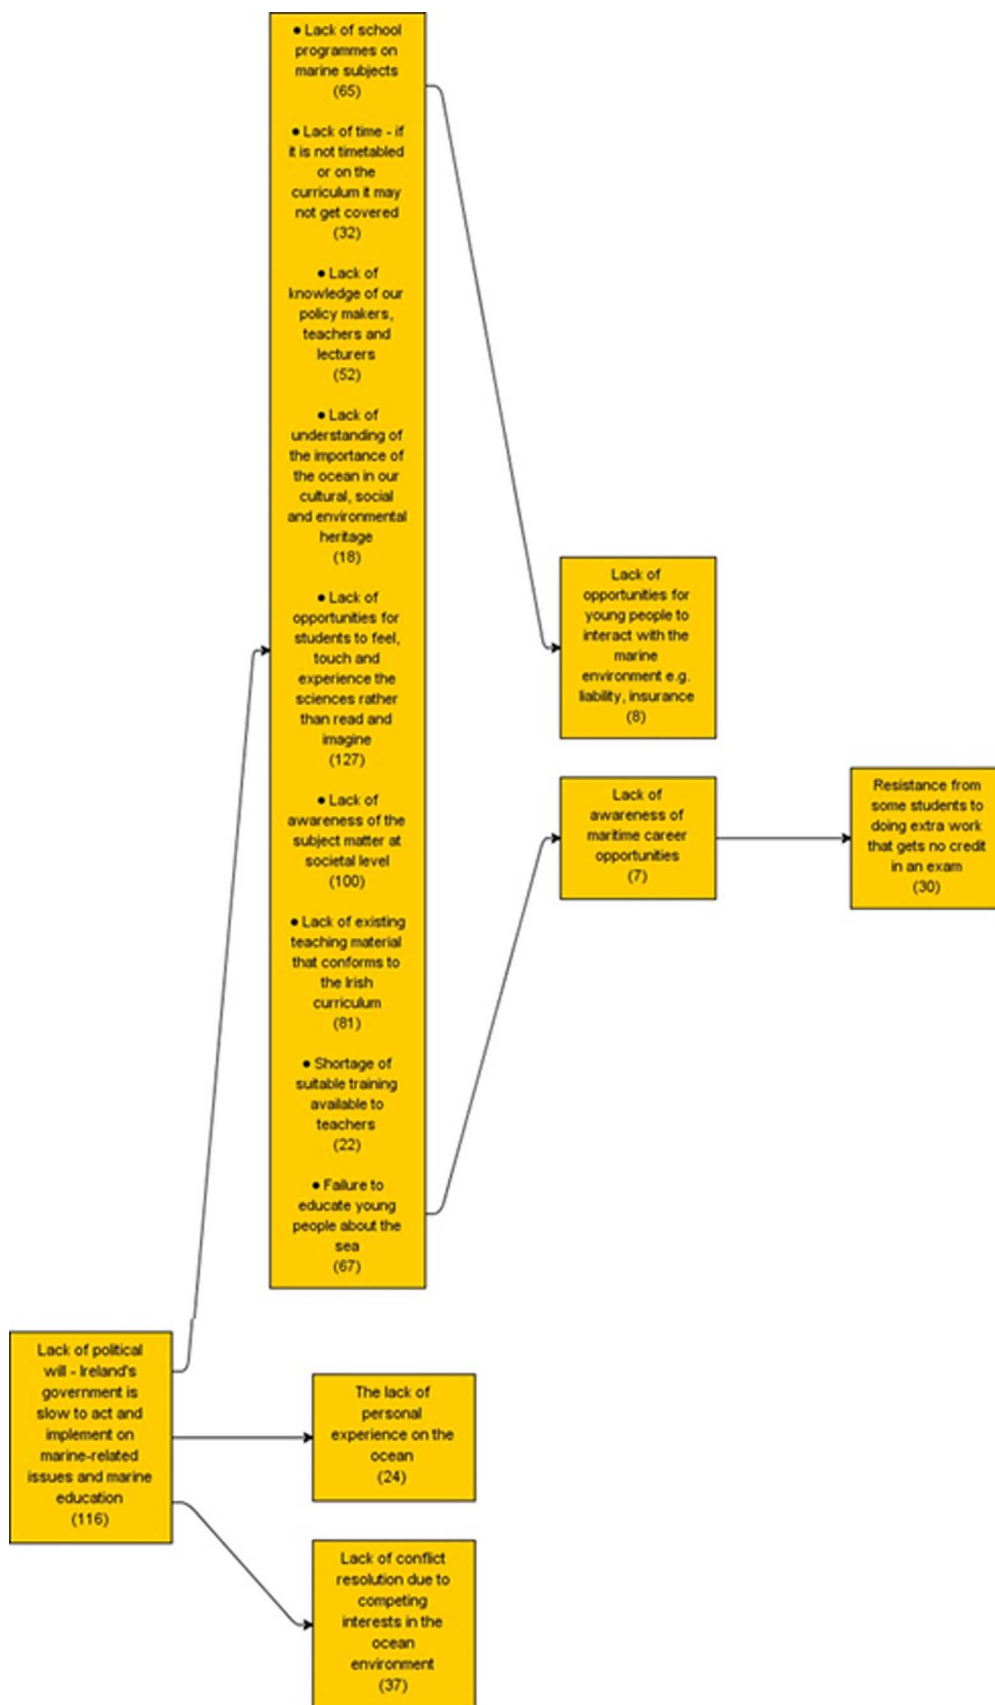 ● Lack of school
programmes on
marine subjects
(65)
● Lack of time - if
it is not timetabled
or on the
curriculum it may
not get covered
(32)
● Lack of
knowledge of our
policy makers,
teachers and
lecturers
(52)
● Lack of
understanding of
the importance of
the ocean in our
cultural, social
and environmental
heritage
(18)
● Lack of
opportunities for
students to feel,
touch and
experience the
sciences rather
than read and
imagine
(127)
● Lack of
awareness of the
subject matter at
societal level
(100)
● Lack of existing
teaching material
that conforms to
the Irish
curriculum
(81)
● Shortage of
suitable training
available to
teachers
(22)
● Failure to
educate young
people about the
sea
(67)
Lack of
opportunities for
young people to
interact with the
marine
environment e.g.
liability, insurance
(8)
Lack of
awareness of
maritime career
opportunities
(7)
Resistance from
some students to
doing extra work
that gets no credit
in an exam
(30)
Lack of political
will - Ireland's
government is
slow to act and
implement on
marine-related
issues and marine
education
(116)
The lack of
personal
experience on the
ocean
(24)
Lack of conflict
resolution due to
competing
interests in the
ocean
environment
(37)